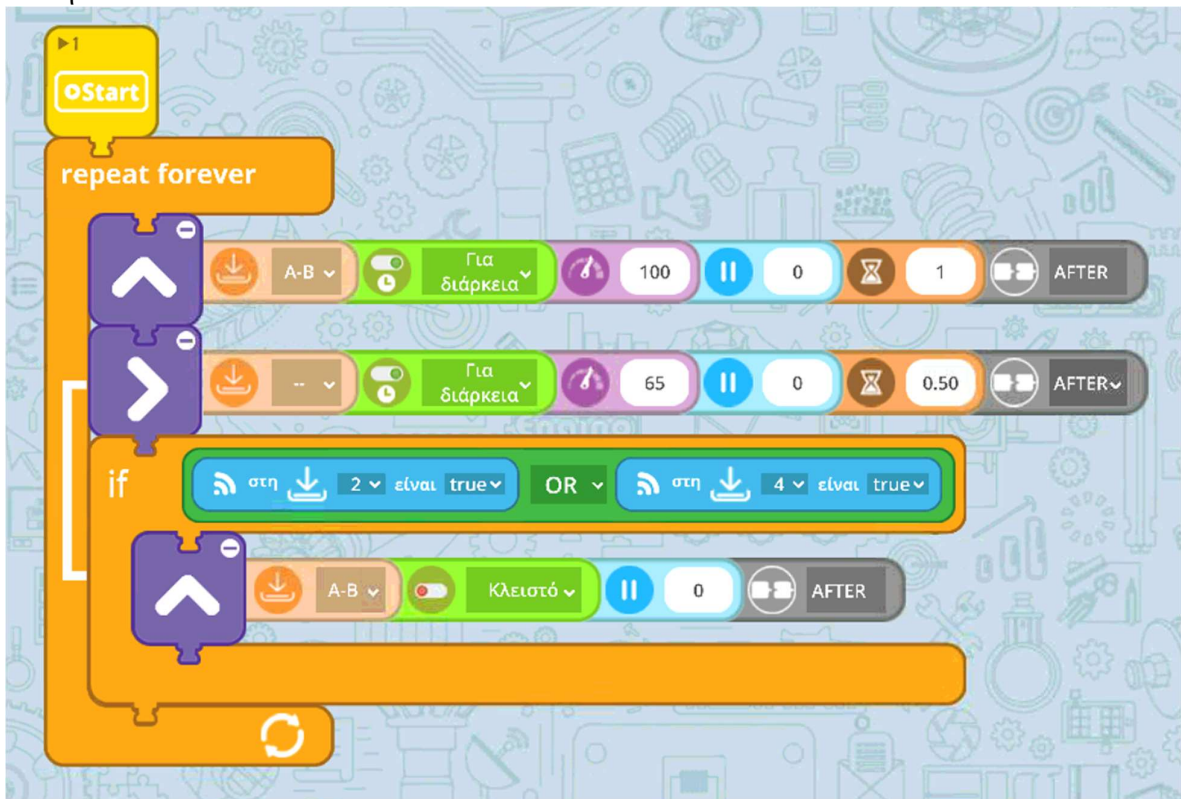 1
Start
repeat forever
A-B Για διάρκεια 100 0 1 AFTER
-- Για διάρκεια 65 0 0.50 AFTER
if στη 2 είναι true OR στη 4 είναι true
A-B Κλειστό 0 AFTER